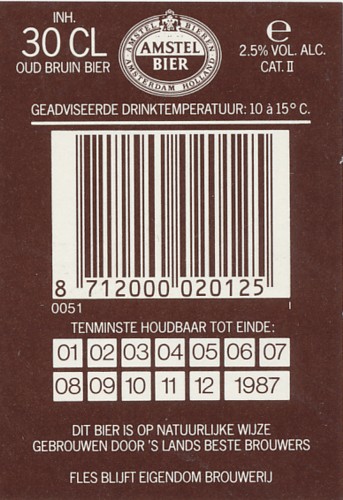 INH.
30 CL
OUD BRUIN BIER
AMSTEL BIEREN
AMSTEL
BIER
AMSTERDAM HOLLAND
e
2.5% VOL. ALC.
CAT. II
GEADVISEERDE DRINKTEMPERATUUR: 10 à 15° C.
8 712000 020125
0051 I
TENMINSTE HOUDBAAR TOT EINDE:
01 02 03 04 05 06 07
08 09 10 11 12 1987
DIT BIER IS OP NATUURLIJKE WIJZE
GEBROUWEN DOOR 'S LANDS BESTE BROUWERS
FLES BLIJFT EIGENDOM BROUWERIJ